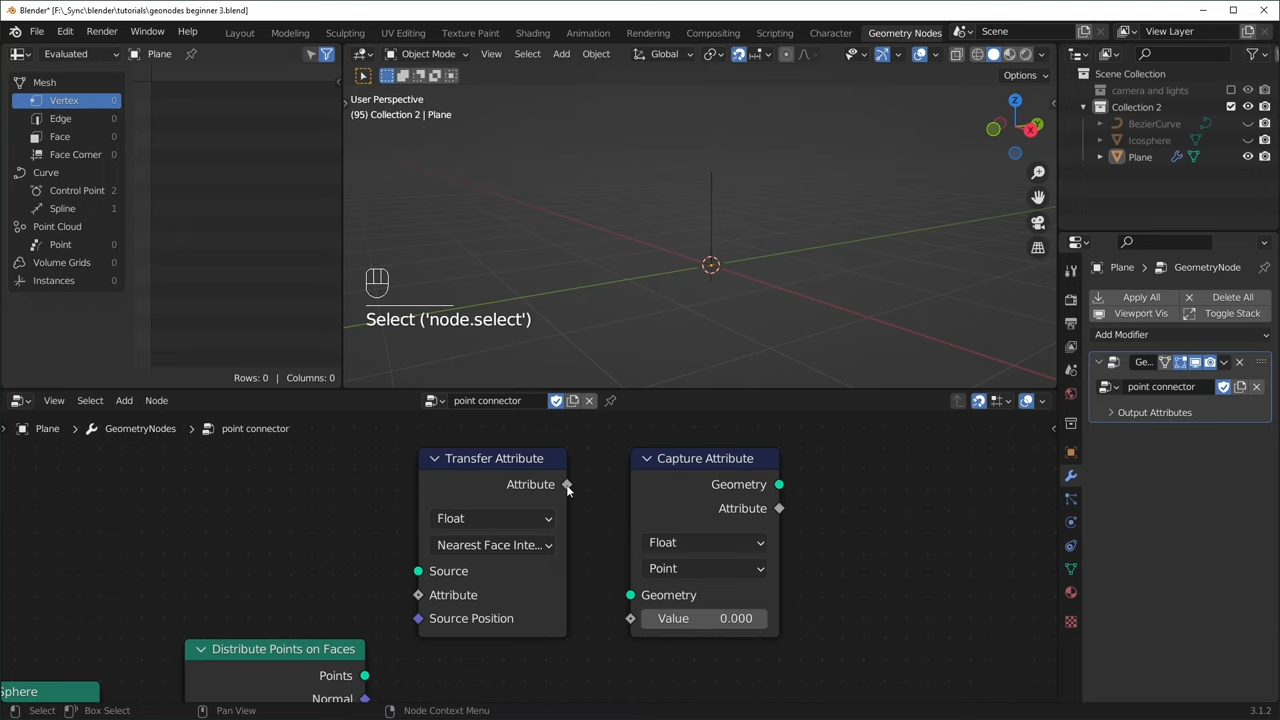 Blender* [F:\_Sync\blender\tutorials\geonodes beginner 3.blend]
File Edit Render Window Help Layout Modeling Sculpting UV Editing Texture Paint Shading Animation Rendering Compositing Scripting Character Geometry Nodes Scene View Layer
Evaluated Plane Object Mode View Select Add Object Global
Options
Mesh
Vertex 0
Edge 0
Face 0
Face Corner 0
Curve
Control Point 2
Spline 1
Point Cloud
Point 0
Volume Grids 0
Instances 0
Rows: 0 | Columns: 0
User Perspective
(95) Collection 2 | Plane
Z
Y
X
Select ('node.select')
Scene Collection
camera and lights
Collection 2
BezierCurve
Icosphere
Plane
Plane GeometryNode
Apply All Delete All
Viewport Vis Toggle Stack
Add Modifier
Ge...
point connector
Output Attributes
View Select Add Node point connector
Plane GeometryNodes point connector
Transfer Attribute
Attribute
Float
Nearest Face Inte...
Source
Attribute
Source Position
Capture Attribute
Geometry
Attribute
Float
Point
Geometry
Value 0.000
Distribute Points on Faces
Points
Normal
Sphere
Select Box Select Pan View Node Context Menu 3.1.2